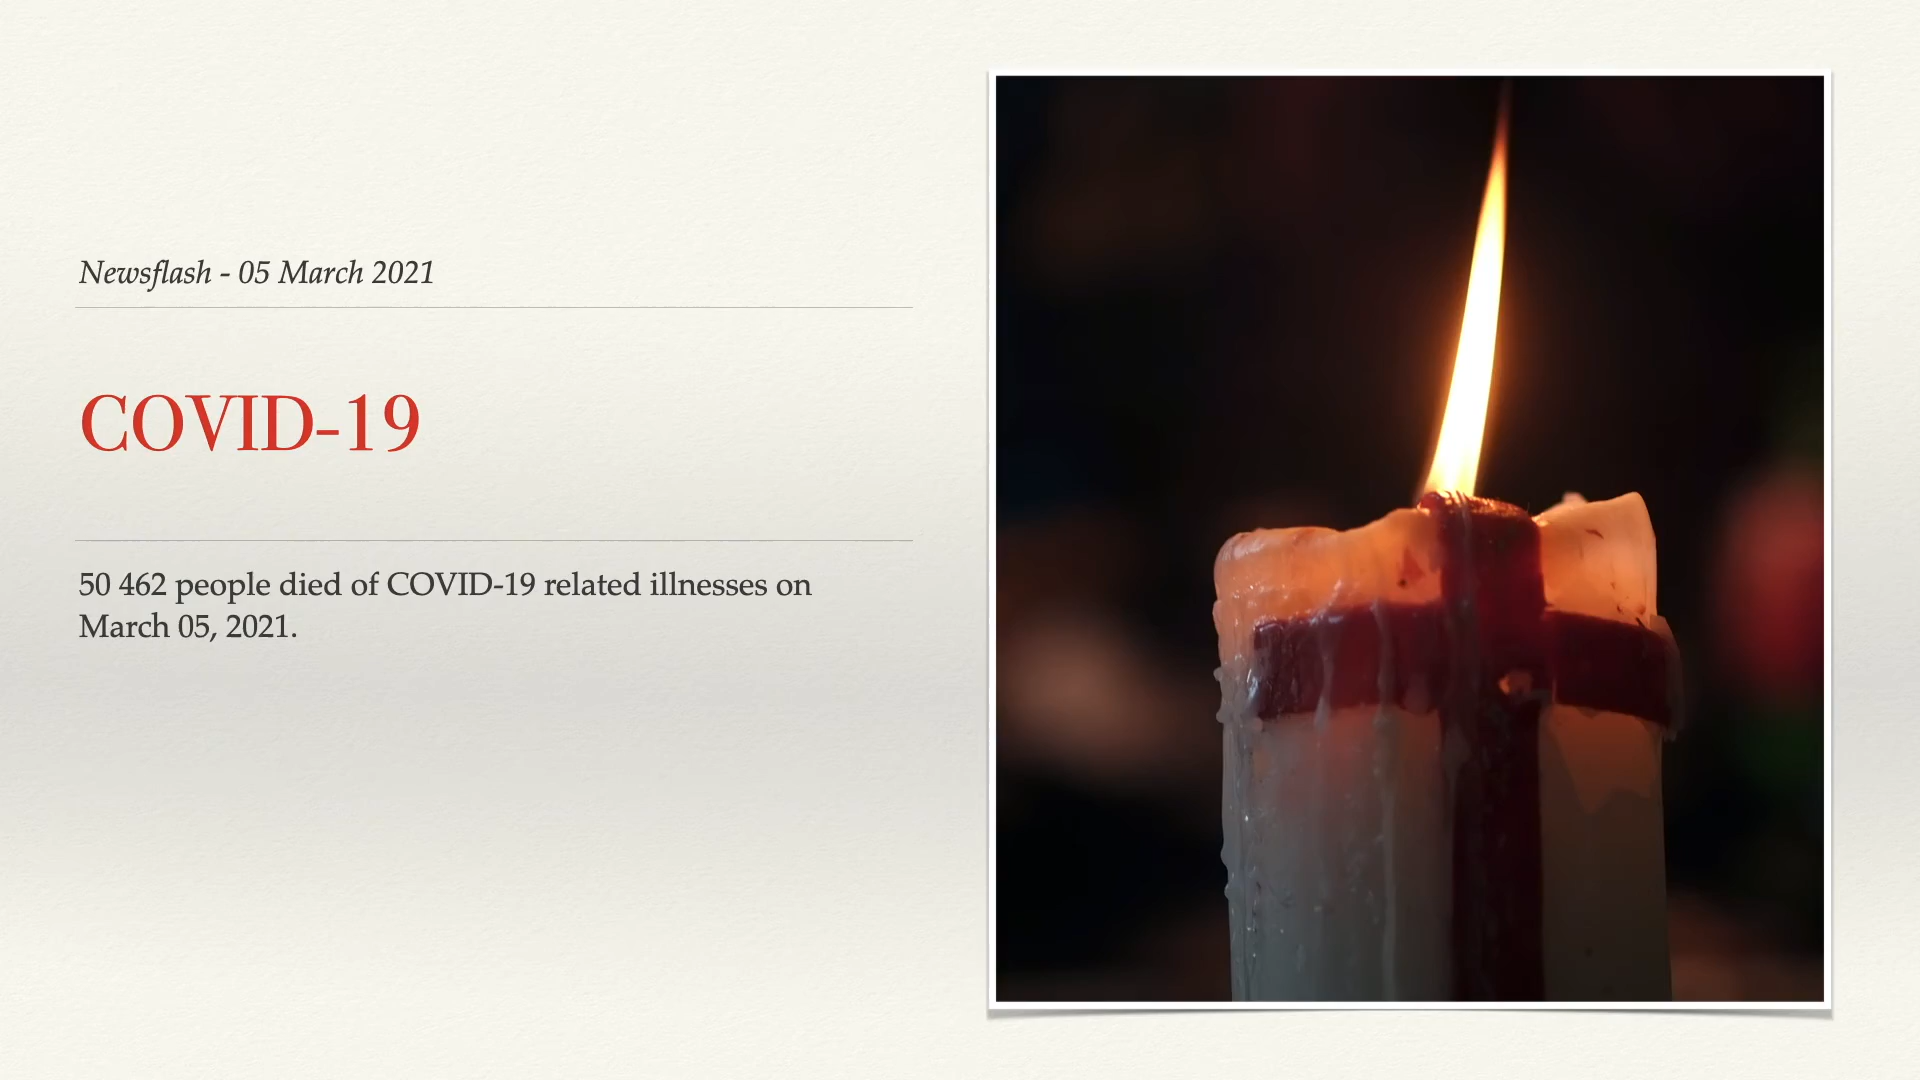 Newsflash - 05 March 2021
COVID-19
50 462 people died of COVID-19 related illnesses on
March 05, 2021.